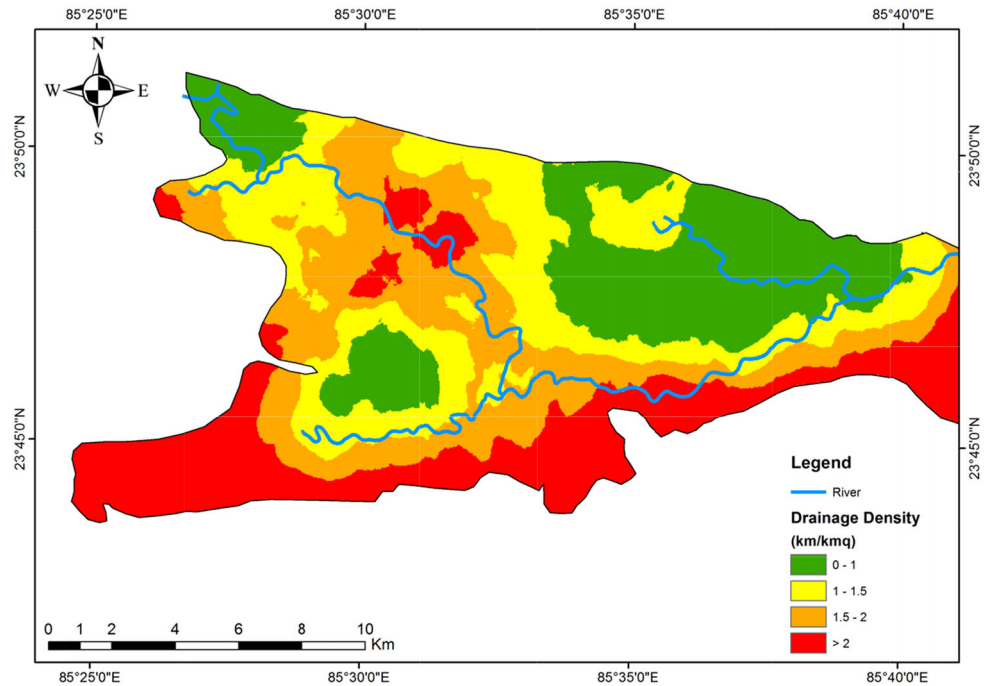 85°25'0"E 85°30'0"E 85°35'0"E 85°40'0"E
N
W E
S
23°50'0"N
23°50'0"N
23°45'0"N
23°45'0"N
Legend
River
Drainage Density
(km/kmq)
0 - 1
1 - 1.5
1.5 - 2
> 2
0 1 2 4 6 8 10
Km
85°25'0"E 85°30'0"E 85°35'0"E 85°40'0"E